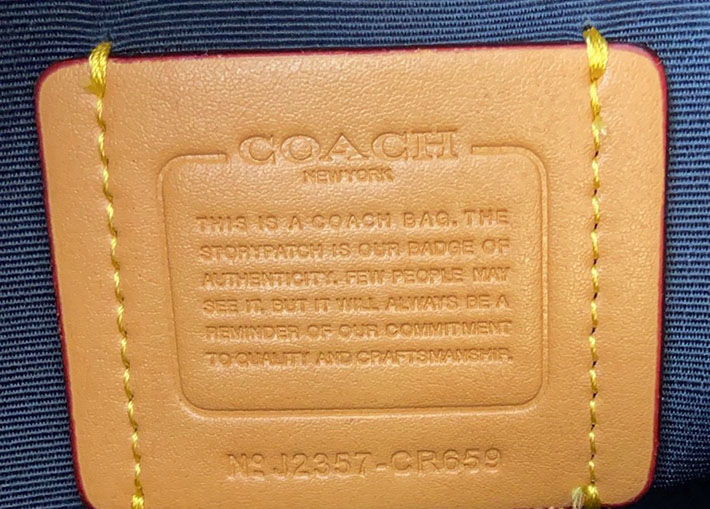 COACH
NEW YORK
THIS IS A COACH BAG. THE
STORYPATCH IS OUR BADGE OF
AUTHENTICITY. FEW PEOPLE MAY
SEE IT, BUT IT WILL ALWAYS BE A
REMINDER OF OUR COMMITMENT
TO QUALITY AND CRAFTSMANSHIP.
Nº J2357-CR659